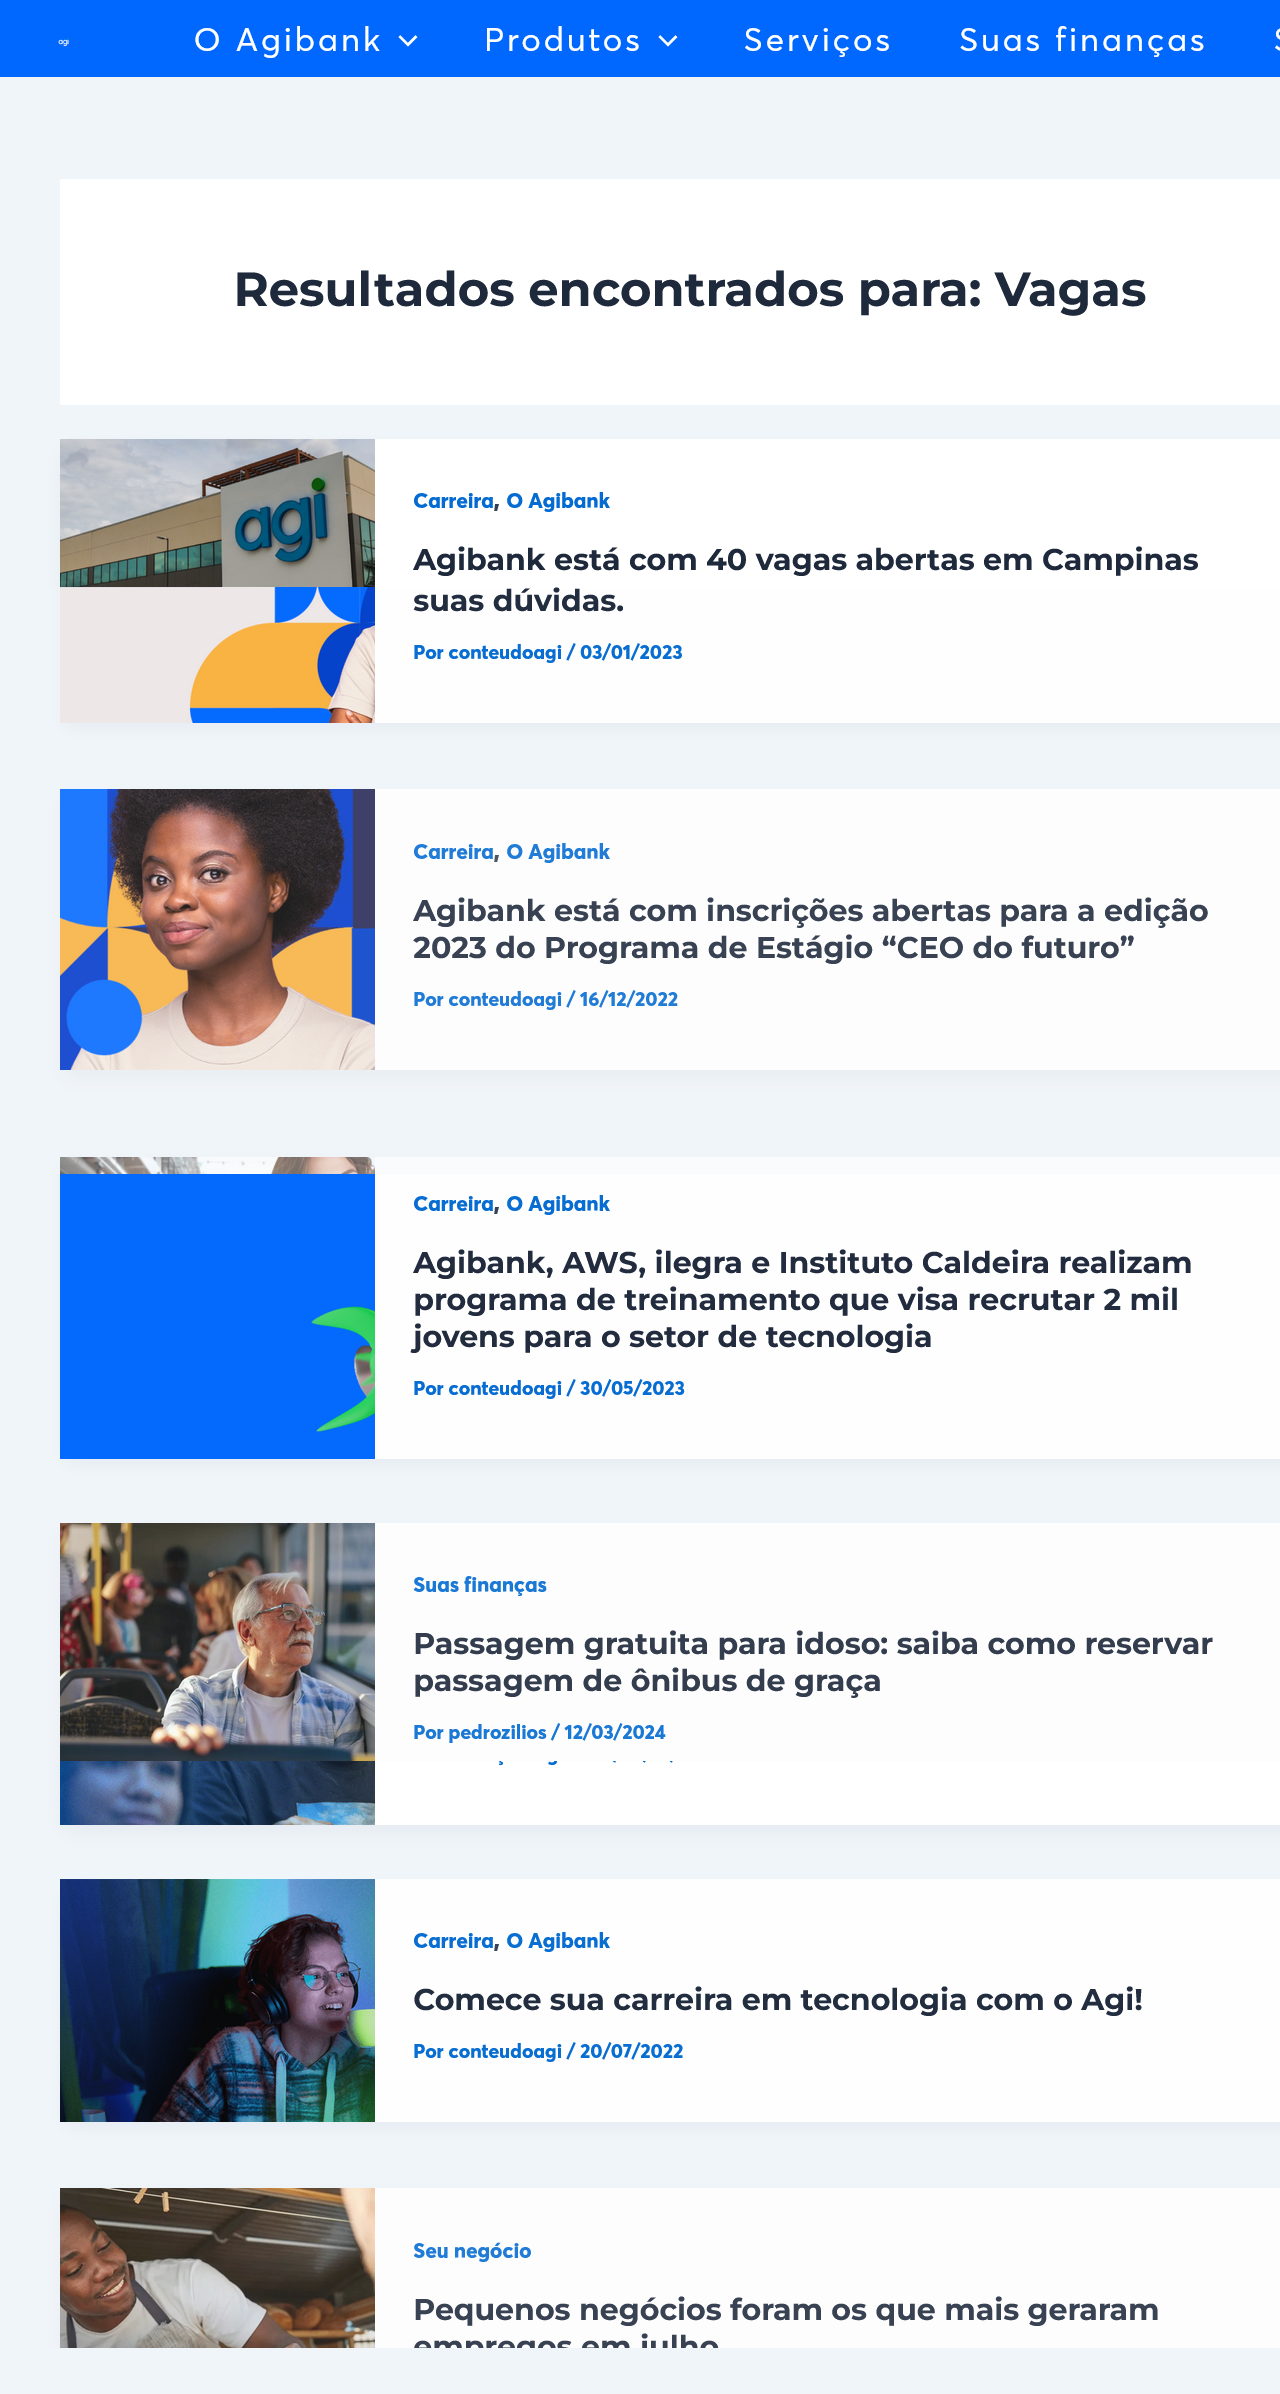 agi
O Agibank
Produtos
Serviços
Suas finanças
Resultados encontrados para: Vagas
agi
Carreira, O Agibank
Agibank está com 40 vagas abertas em Campinas
suas dúvidas.
Por conteudoagi / 03/01/2023
Carreira, O Agibank
Agibank está com inscrições abertas para a edição
2023 do Programa de Estágio “CEO do futuro”
Por conteudoagi / 16/12/2022
Carreira, O Agibank
Agibank, AWS, ilegra e Instituto Caldeira realizam
programa de treinamento que visa recrutar 2 mil
jovens para o setor de tecnologia
Por conteudoagi / 30/05/2023
Suas finanças
Passagem gratuita para idoso: saiba como reservar
passagem de ônibus de graça
Por pedrozilios / 12/03/2024
Carreira, O Agibank
Comece sua carreira em tecnologia com o Agi!
Por conteudoagi / 20/07/2022
Seu negócio
Pequenos negócios foram os que mais geraram
empregos em julho